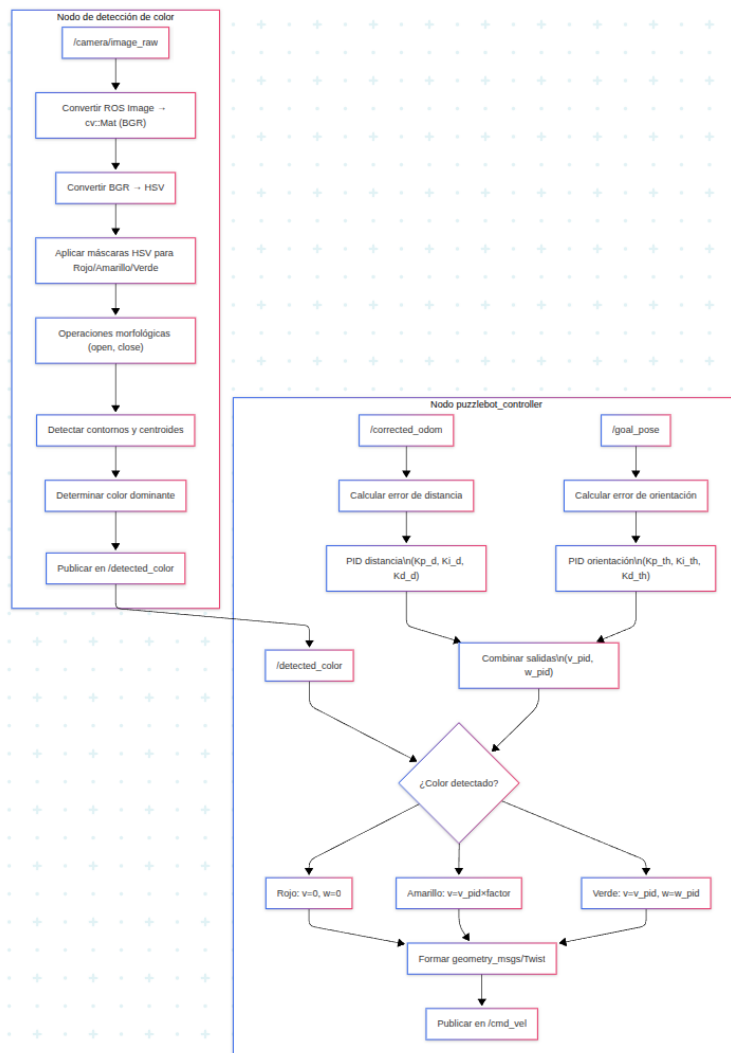 Nodo de detección de color
/camera/image_raw
Convertir ROS Image →
cv::Mat (BGR)
Convertir BGR → HSV
Aplicar máscaras HSV para
Rojo/Amarillo/Verde
Operaciones morfológicas
(open, close)
Detectar contornos y centroides
Determinar color dominante
Publicar en /detected_color
Nodo puzzlebot_controller
/corrected_odom
/goal_pose
Calcular error de distancia
Calcular error de orientación
PID distancia\n(Kp_d, Ki_d,
Kd_d)
PID orientación\n(Kp_th, Ki_th,
Kd_th)
/detected_color
Combinar salidas\n(v_pid,
w_pid)
¿Color detectado?
Rojo: v=0, w=0
Amarillo: v=v_pid×factor
Verde: v=v_pid, w=w_pid
Formar geometry_msgs/Twist
Publicar en /cmd_vel